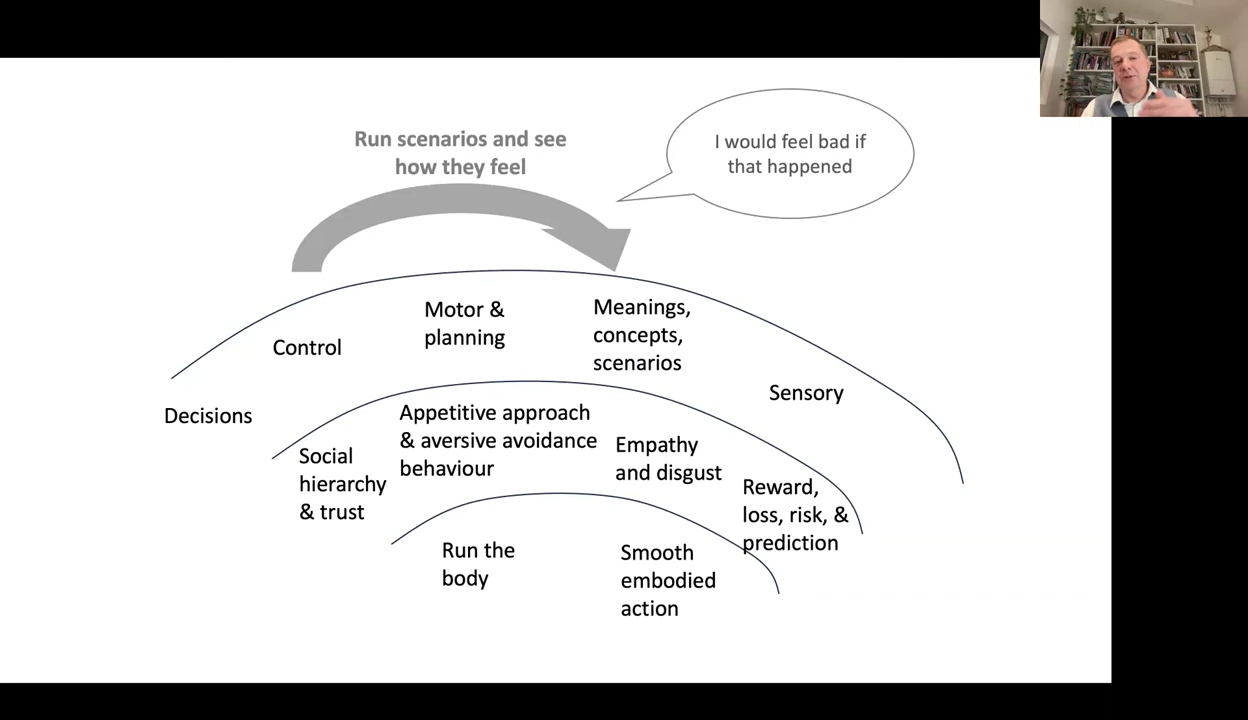 Run scenarios and see
how they feel
I would feel bad if
that happened
Control
Motor &
planning
Meanings,
concepts,
scenarios
Sensory
Decisions
Social
hierarchy
& trust
Appetitive approach
& aversive avoidance
behaviour
Empathy
and disgust
Reward,
loss, risk, &
prediction
Run the
body
Smooth
embodied
action